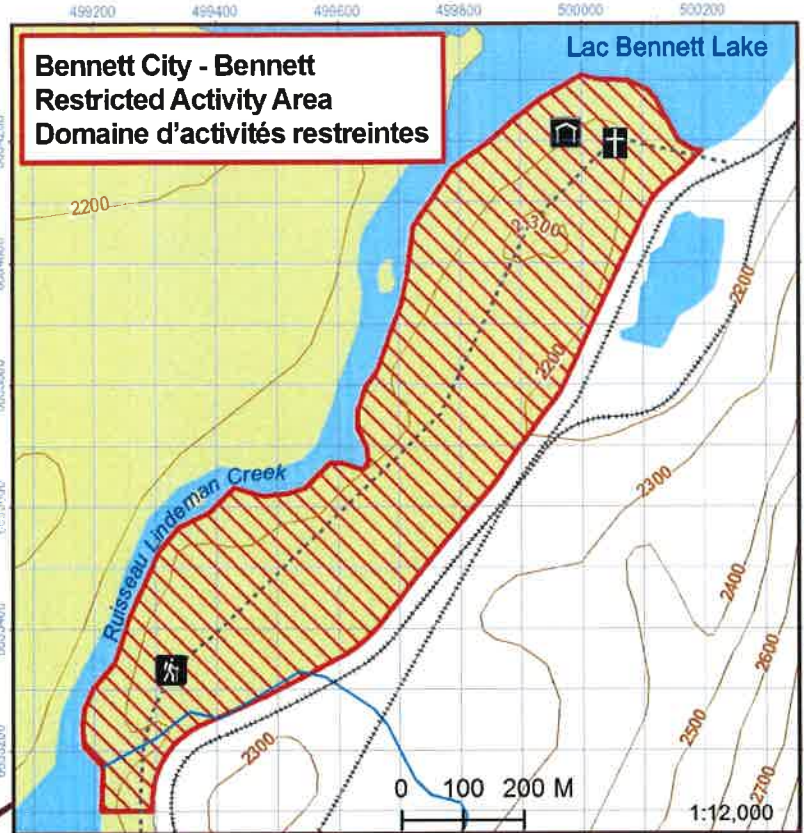 499200 499400 499600 499800 500000 500200
Bennett City - Bennett
Restricted Activity Area
Domaine d'activités restreintes
Lac Bennett Lake
2200
2300
2200
2200
Ruisseau Lindeman Creek
2300
2400
2600
2500
2300
2700
0 100 200 M
1:12,000